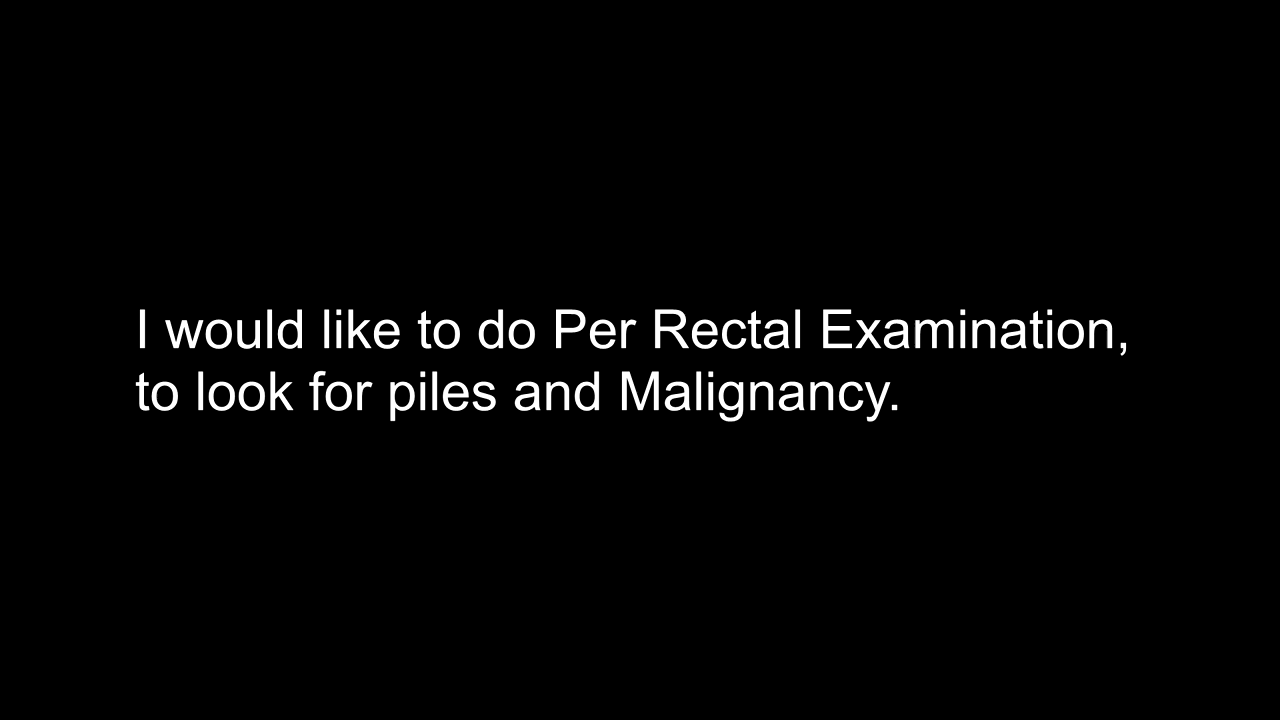 I would like to do Per Rectal Examination,
to look for piles and Malignancy.